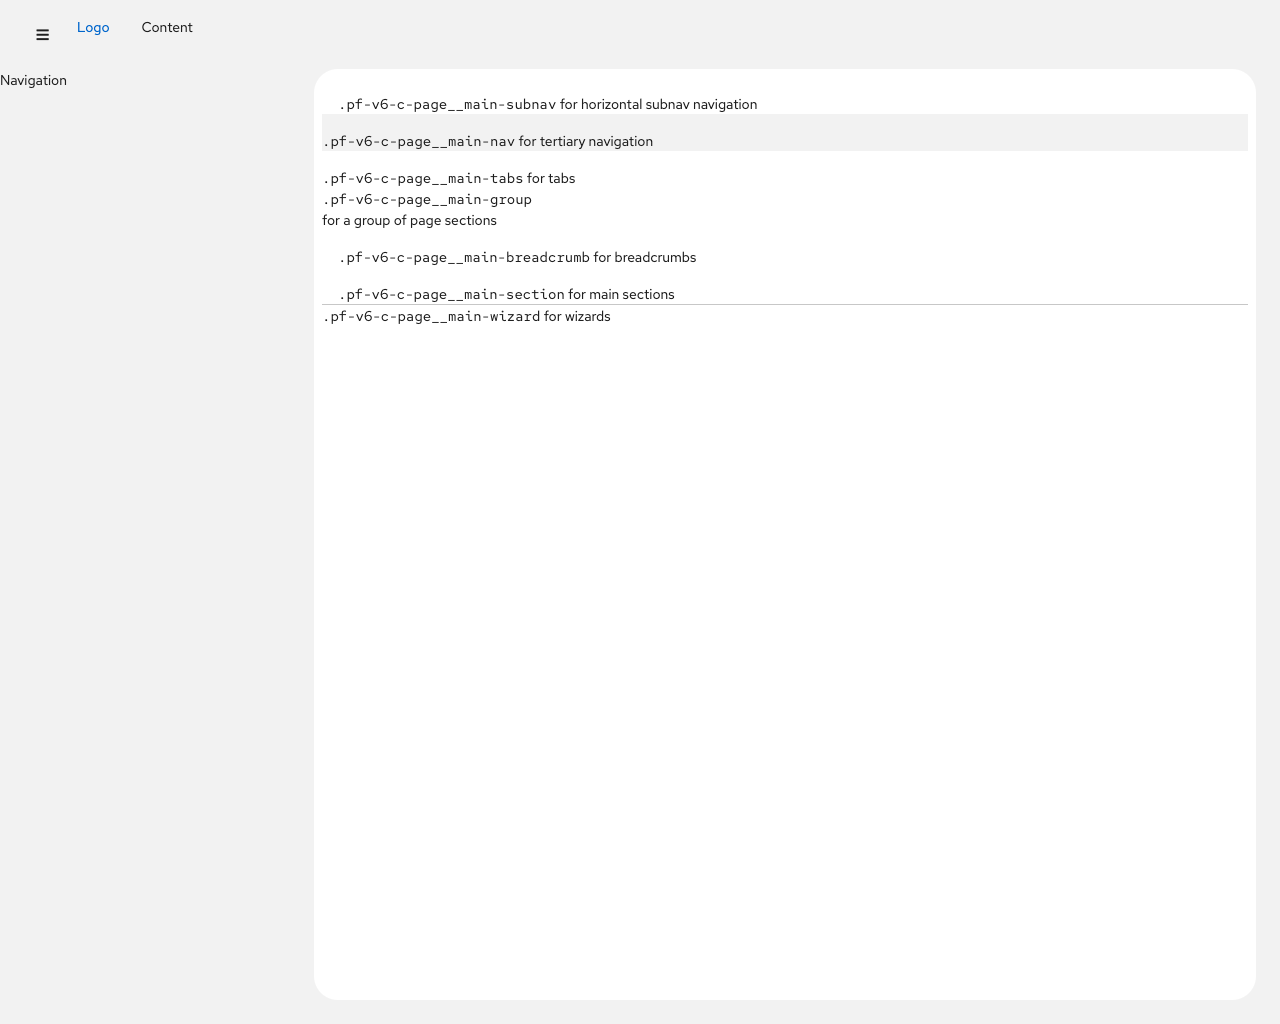 Logo
Content
Navigation
.pf-v6-c-page__main-subnav for horizontal subnav navigation
.pf-v6-c-page__main-nav for tertiary navigation
.pf-v6-c-page__main-tabs for tabs
.pf-v6-c-page__main-group
for a group of page sections
.pf-v6-c-page__main-breadcrumb for breadcrumbs
.pf-v6-c-page__main-section for main sections
.pf-v6-c-page__main-wizard for wizards